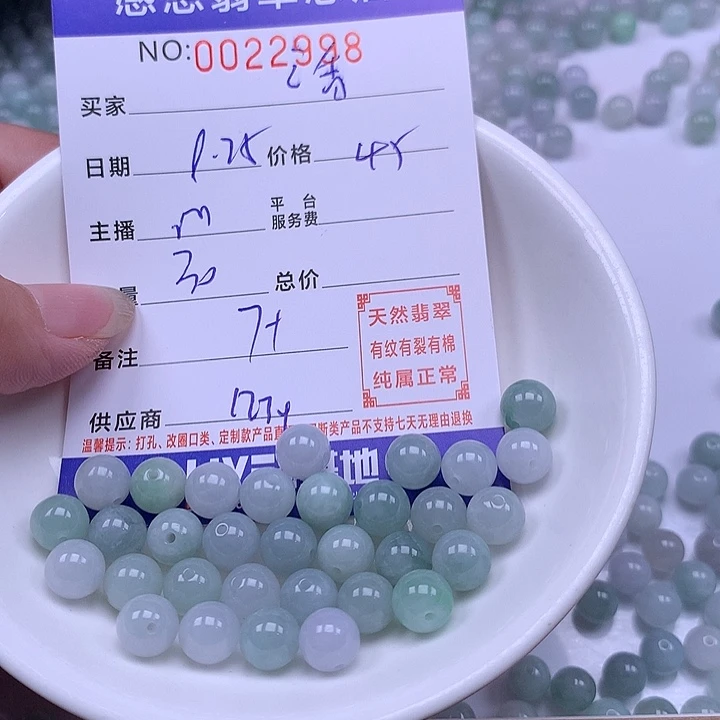 NO:0022998
买家
日期 1.25 价格 45
主播 m 平台服务费
量 30 总价
备注 7+
天然翡翠
有纹有裂有棉
纯属正常
供应商
温馨提示:打孔、改圈口类、定制款产品
类产品不支持七天无理由退换